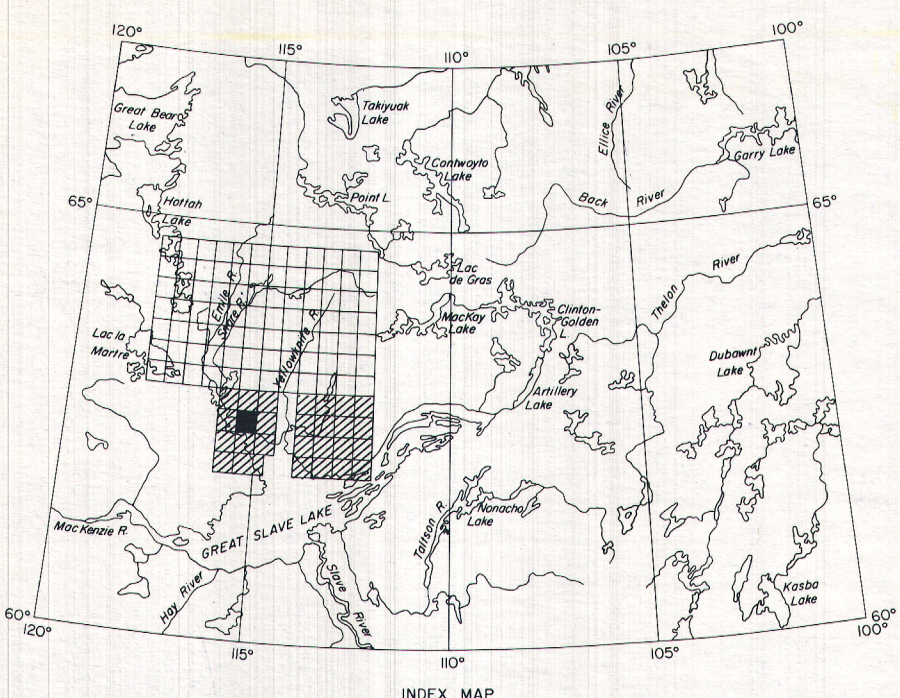 120°
115°
110°
105°
100°
Great Bear
Lake
Takiyuak
Lake
Ellice River
Garry Lake
Contwoyto
Lake
Point L.
Back River
65°
Hottah
Lake
65°
Lac
de Gras
Thelon River
Emile R.
Snare R.
Yellowknife R.
MacKay
Lake
Clinton-
Golden
L.
Lac la
Martre
Dubawnt
Lake
Artillery
Lake
MacKenzie R.
GREAT SLAVE LAKE
Taltson R.
Nonacho
Lake
Hay River
Slave River
Kasba
Lake
60°
120°
115°
110°
105°
60°
100°
INDEX MAP